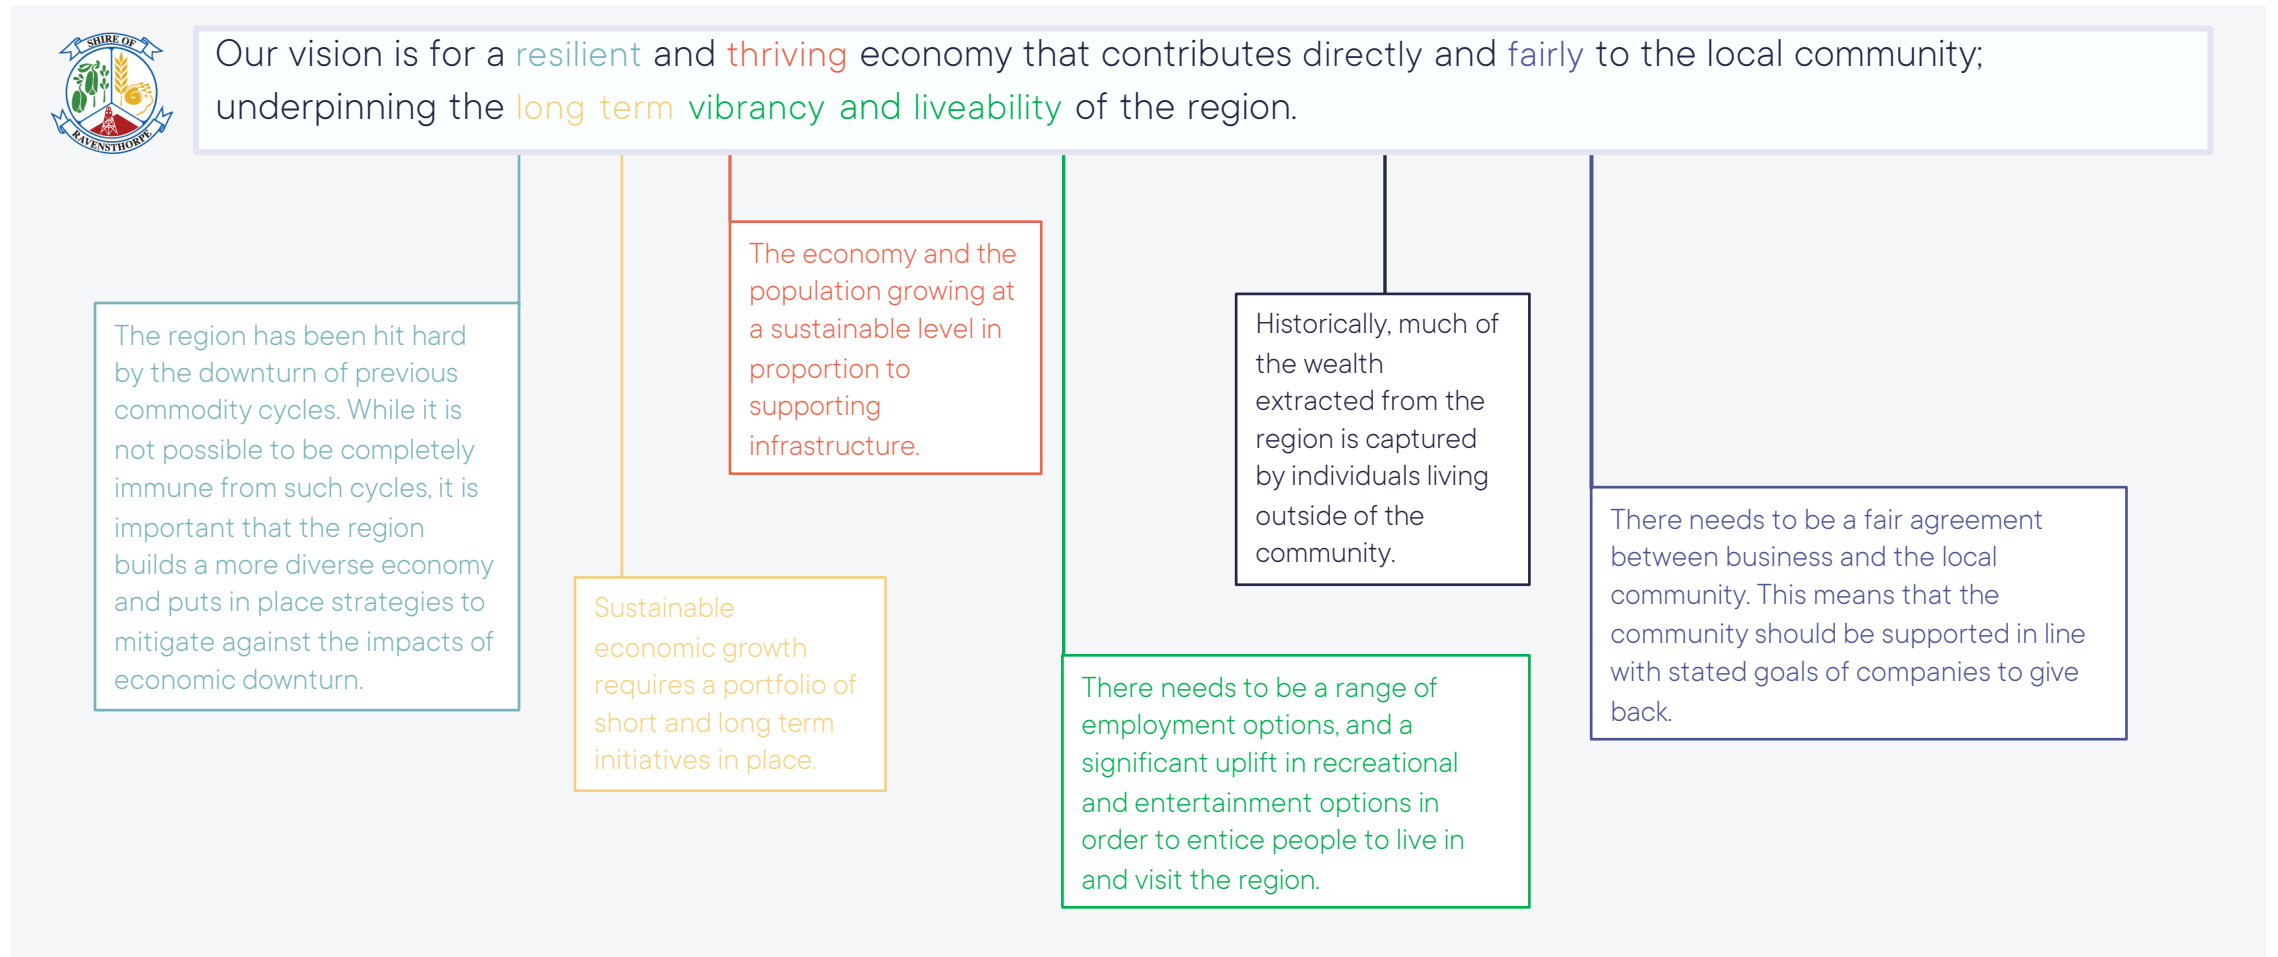 SHIRE OF
RAVENSTHORPE
Our vision is for a resilient and thriving economy that contributes directly and fairly to the local community;
underpinning the long term vibrancy and liveability of the region.
The region has been hit hard
by the downturn of previous
commodity cycles. While it is
not possible to be completely
immune from such cycles, it is
important that the region
builds a more diverse economy
and puts in place strategies to
mitigate against the impacts of
economic downturn.
Sustainable
economic growth
requires a portfolio of
short and long term
initiatives in place.
The economy and the
population growing at
a sustainable level in
proportion to
supporting
infrastructure.
There needs to be a range of
employment options, and a
significant uplift in recreational
and entertainment options in
order to entice people to live in
and visit the region.
Historically, much of
the wealth
extracted from the
region is captured
by individuals living
outside of the
community.
There needs to be a fair agreement
between business and the local
community. This means that the
community should be supported in line
with stated goals of companies to give
back.